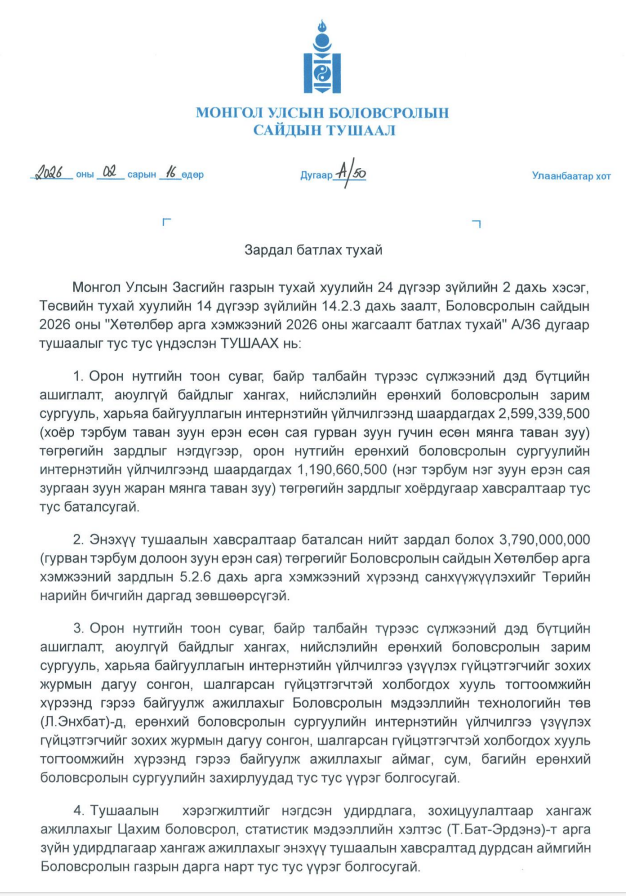 МОНГОЛ УЛСЫН БОЛОВСРОЛЫН
САЙДЫН ТУШААЛ
2026 оны 02 сарын 16 өдөр Дугаар А/50 Улаанбаатар хот
Зардал батлах тухай
Монгол Улсын Засгийн газрын тухай хуулийн 24 дүгээр зүйлийн 2 дахь хэсэг,
Төсвийн тухай хуулийн 14 дүгээр зүйлийн 14.2.3 дахь заалт, Боловсролын сайдын
2026 оны "Хөтөлбөр арга хэмжээний 2026 оны жагсаалт батлах тухай" А/36 дугаар
тушаалыг тус тус үндэслэн ТУШААХ нь:
1. Орон нутгийн тоон суваг, байр талбайн түрээс сүлжээний дэд бүтцийн
ашиглалт, аюулгүй байдлыг хангах, нийслэлийн ерөнхий боловсролын зарим
сургууль, харьяа байгууллагын интернэтийн үйлчилгээнд шаардагдах 2,599,339,500
(хоёр тэрбум таван зуун ерэн есөн сая гурван зуун гучин есөн мянга таван зуу)
төгрөгийн зардлыг нэгдүгээр, орон нутгийн ерөнхий боловсролын сургуулийн
интернэтийн үйлчилгээнд шаардагдах 1,190,660,500 (нэг тэрбум нэг зуун ерэн сая
зургаан зуун жаран мянга таван зуу) төгрөгийн зардлыг хоёрдугаар хавсралтаар тус
тус баталсугай.
2. Энэхүү тушаалын хавсралтаар баталсан нийт зардал болох 3,790,000,000
(гурван тэрбум долоон зуун ерэн сая) төгрөгийг Боловсролын сайдын Хөтөлбөр арга
хэмжээний зардлын 5.2.6 дахь арга хэмжээний хүрээнд санхүүжүүлэхийг Төрийн
нарийн бичгийн даргад зөвшөөрсүгэй.
3. Орон нутгийн тоон суваг, байр талбайн түрээс сүлжээний дэд бүтцийн
ашиглалт, аюулгүй байдлыг хангах, нийслэлийн ерөнхий боловсролын зарим
сургууль, харьяа байгууллагын интернэтийн үйлчилгээ үзүүлэх гүйцэтгэгчийг зохих
журмын дагуу сонгон, шалгарсан гүйцэтгэгчтэй холбогдох хууль тогтоомжийн
хүрээнд гэрээ байгуулж ажиллахыг Боловсролын мэдээллийн технологийн төв
(Л.Энхбат)-д, ерөнхий боловсролын сургуулийн интернэтийн үйлчилгээ үзүүлэх
гүйцэтгэгчийг зохих журмын дагуу сонгон, шалгарсан гүйцэтгэгчтэй холбогдох хууль
тогтоомжийн хүрээнд гэрээ байгуулж ажиллахыг аймаг, сум, багийн ерөнхий
боловсролын сургуулийн захирлуудад тус тус үүрэг болгосугай.
4. Тушаалын хэрэгжилтийг нэгдсэн удирдлага, зохицуулалтаар хангаж
ажиллахыг Цахим боловсрол, статистик мэдээллийн хэлтэс (Т.Бат-Эрдэнэ)-т арга
зүйн удирдлагаар хангаж ажиллахыг энэхүү тушаалын хавсралтад дурдсан аймгийн
Боловсролын газрын дарга нарт тус тус үүрэг болгосугай.